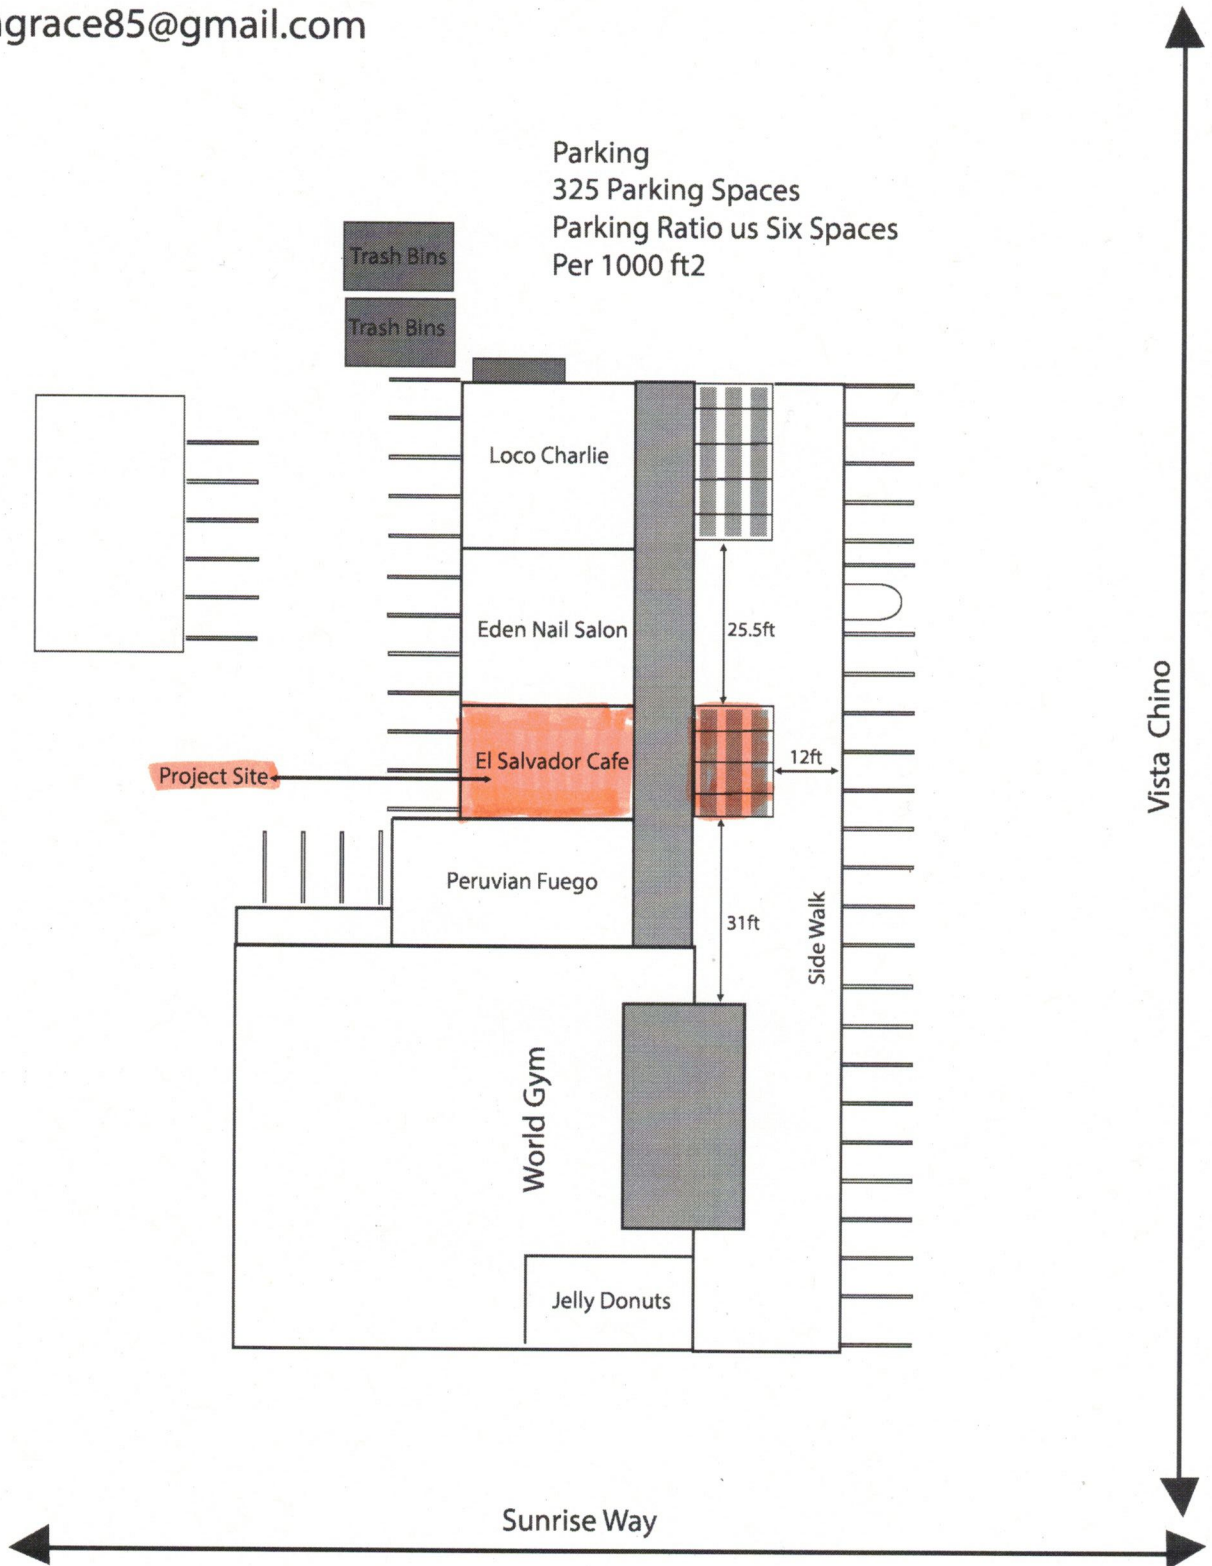 grace85@gmail.com
Parking
325 Parking Spaces
Parking Ratio us Six Spaces
Per 1000 ft2
Trash Bins
Trash Bins
Loco Charlie
Eden Nail Salon
25.5ft
El Salvador Cafe
12ft
Project Site
Vista Chino
Peruvian Fuego
31ft
Side Walk
World Gym
Jelly Donuts
Sunrise Way